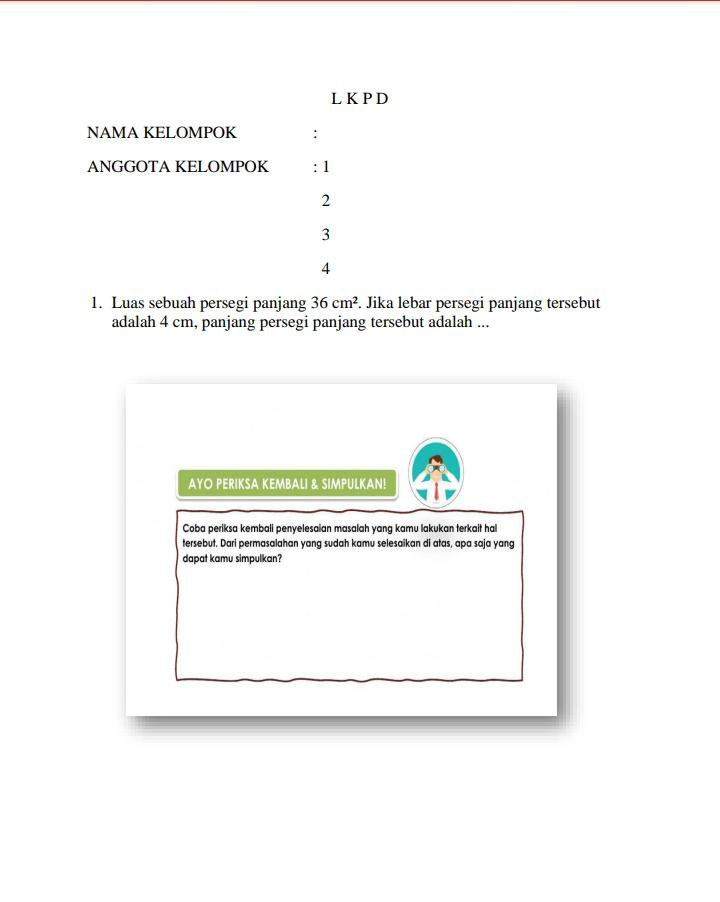 L K P D
NAMA KELOMPOK :
ANGGOTA KELOMPOK : 1
2
3
4
1. Luas sebuah persegi panjang 36 cm². Jika lebar persegi panjang tersebut
adalah 4 cm, panjang persegi panjang tersebut adalah ...
AYO PERIKSA KEMBALI & SIMPULKAN!
Coba periksa kembali penyelesaian masalah yang kamu lakukan terkait hal
tersebut. Dari permasalahan yang sudah kamu selesaikan di atas, apa saja yang
dapat kamu simpulkan?